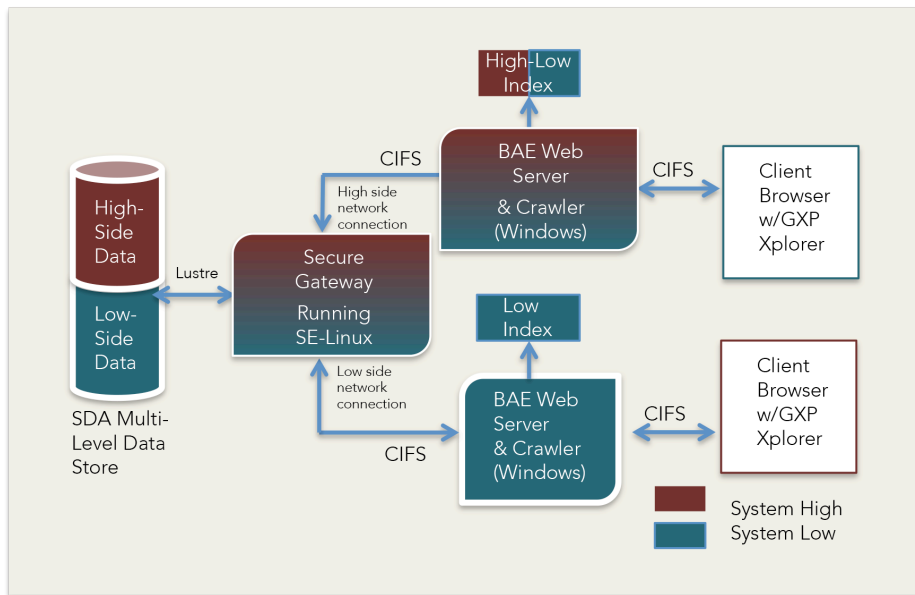 High-Low
Index
CIFS
BAE Web
Server
& Crawler
(Windows)
CIFS
Client
Browser
w/GXP
Xplorer
High side
network
connection
High-
Side
Data
Lustre
Secure
Gateway
Running
SE-Linux
Low-
Side
Data
Low
Index
Low side
network
connection
SDA Multi-
Level Data
Store
CIFS
BAE Web
Server
& Crawler
(Windows)
CIFS
Client
Browser
w/GXP
Xplorer
System High
System Low